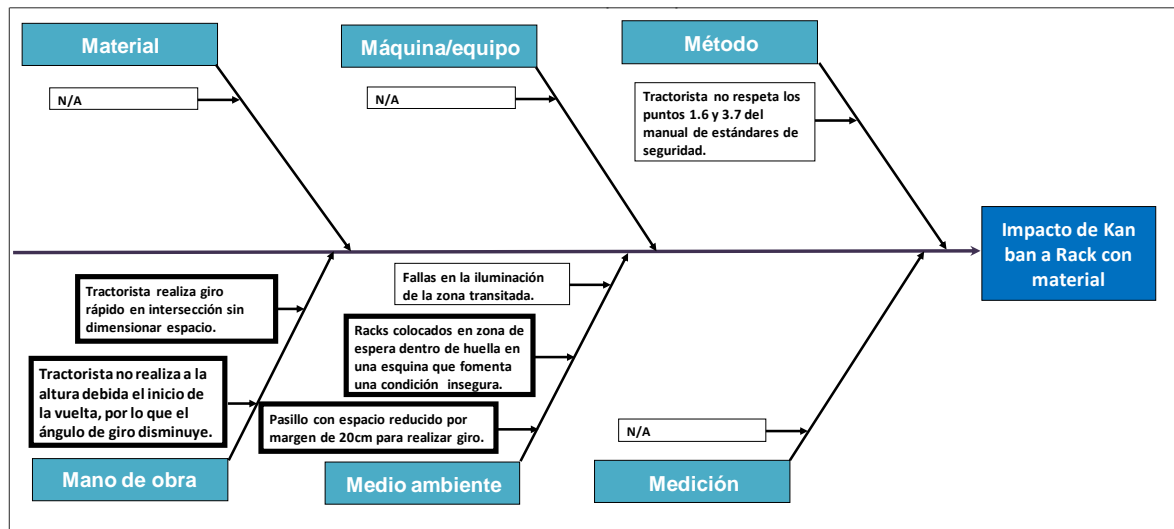 Material
Máquina/equipo
Método
N/A
N/A
Tractorista no respeta los
puntos 1.6 y 3.7 del
manual de estándares de
seguridad.
Impacto de Kan
ban a Rack con
material
Tractorista realiza giro
rápido en intersección sin
dimensionar espacio.
Tractorista no realiza a la
altura debida el inicio de
la vuelta, por lo que el
ángulo de giro disminuye.
Fallas en la iluminación
de la zona transitada.
Racks colocados en zona de
espera dentro de huella en
una esquina que fomenta
una condición insegura.
Pasillo con espacio reducido por
margen de 20cm para realizar giro.
N/A
Mano de obra
Medio ambiente
Medición